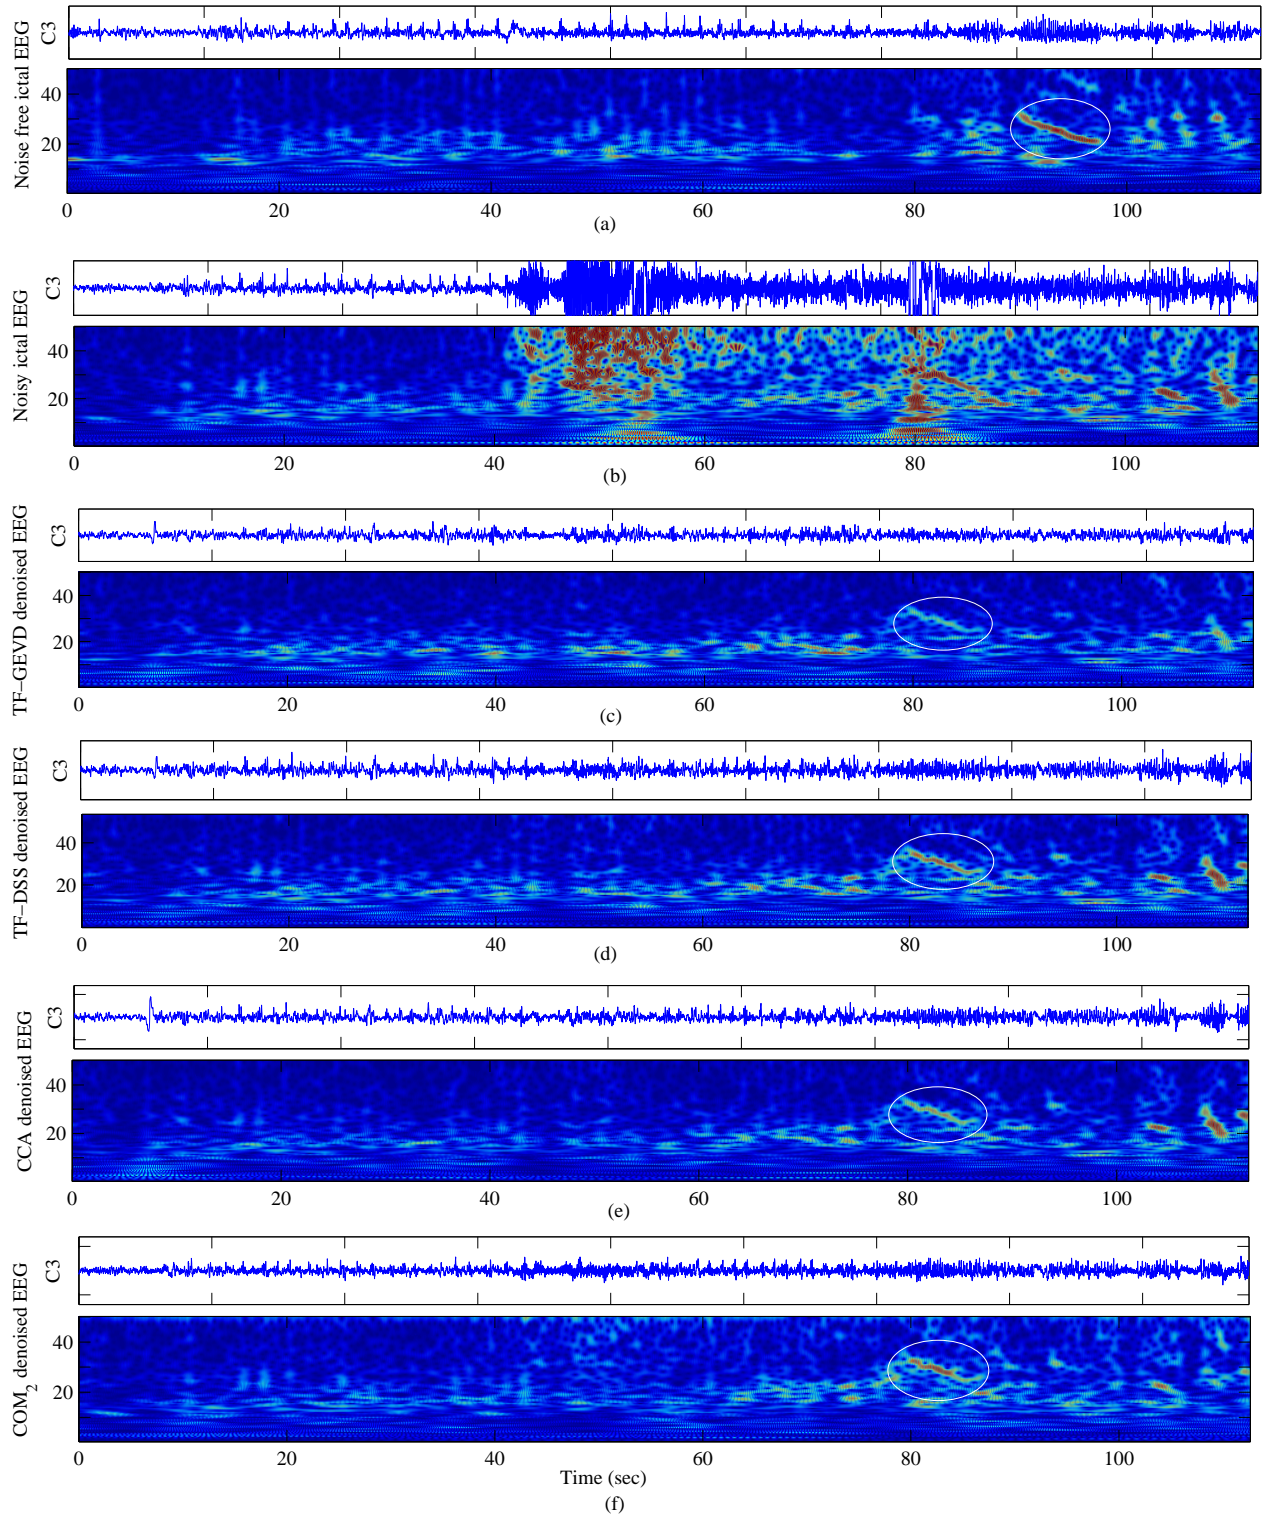 C3
Noise free ictal EEG
40
20
0 20 40 60 80 100
(a)
C3
Noisy ictal EEG
40
20
0 20 40 60 80 100
(b)
C3
TF−GEVD denoised EEG
40
20
0 20 40 60 80 100
(c)
C3
TF−DSS denoised EEG
40
20
0 20 40 60 80 100
(d)
C3
CCA denoised EEG
40
20
0 20 40 60 80 100
(e)
C3
COM2 denoised EEG
40
20
0 20 40 60 80 100
Time (sec)
(f)